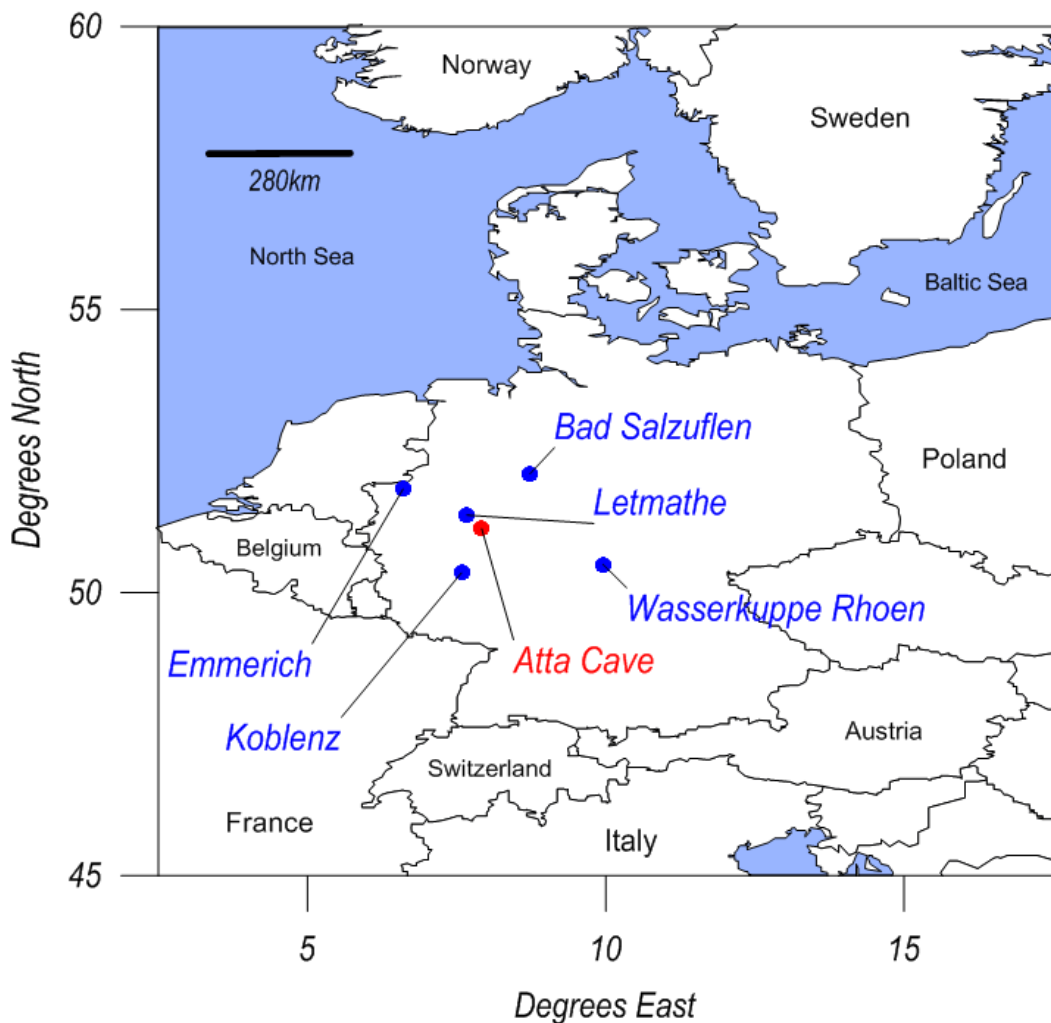 60
Norway
Sweden
280km
North Sea
Baltic Sea
55
Degrees North
Bad Salzuflen
Poland
Letmathe
Belgium
50
Wasserkuppe Rhoen
Emmerich
Atta Cave
Koblenz
Austria
Switzerland
France
Italy
45
5
10
15
Degrees East